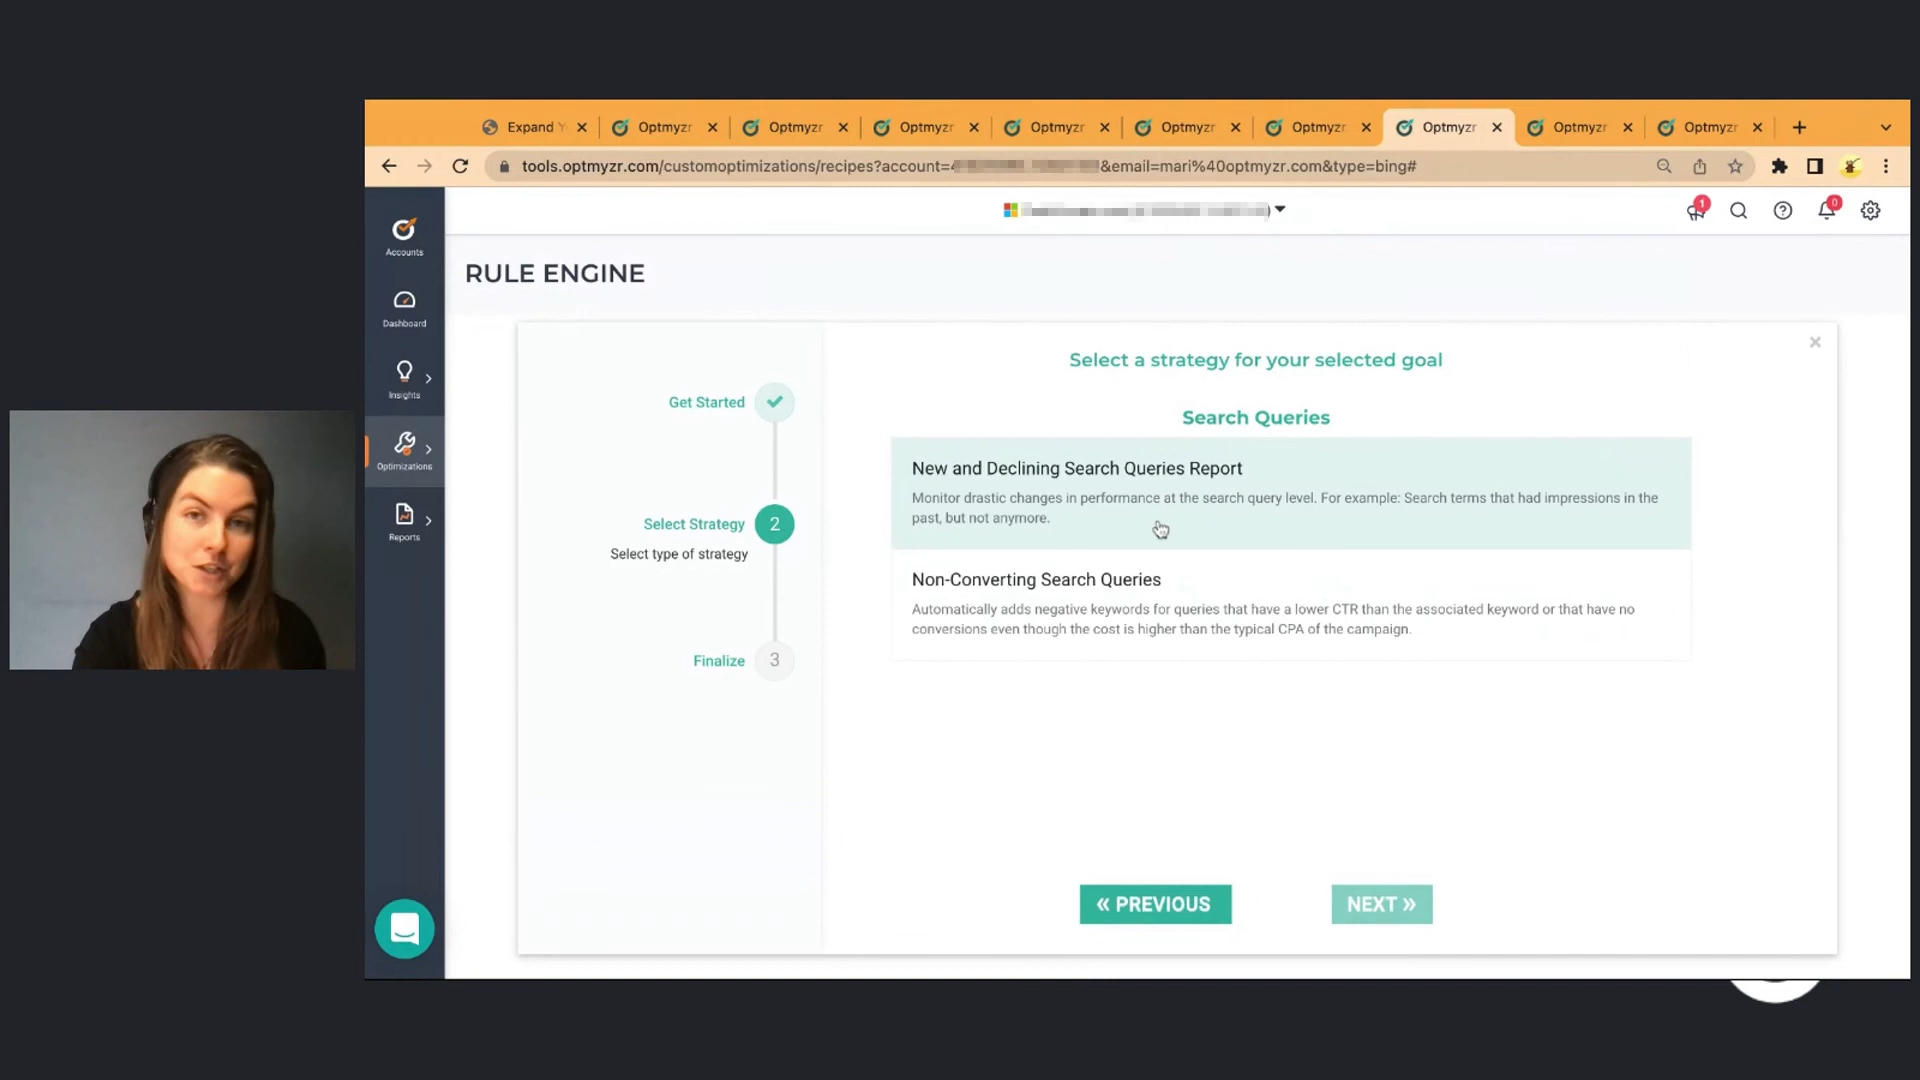 Expand Y
Optmyzr
Optmyzr
Optmyzr
Optmyzr
Optmyzr
Optmyzr
Optmyzr
Optmyzr
Optmyzr
tools.optmyzr.com/customoptimizations/recipes?account=
&email=mari%40optmyzr.com&type=bing#
1
0
Accounts
Dashboard
Insights
Optimizations
Reports
RULE ENGINE
Get Started
Select Strategy
2
Select type of strategy
Finalize
3
Select a strategy for your selected goal
Search Queries
New and Declining Search Queries Report
Monitor drastic changes in performance at the search query level. For example: Search terms that had impressions in the
past, but not anymore.
Non-Converting Search Queries
Automatically adds negative keywords for queries that have a lower CTR than the associated keyword or that have no
conversions even though the cost is higher than the typical CPA of the campaign.
« PREVIOUS
NEXT »